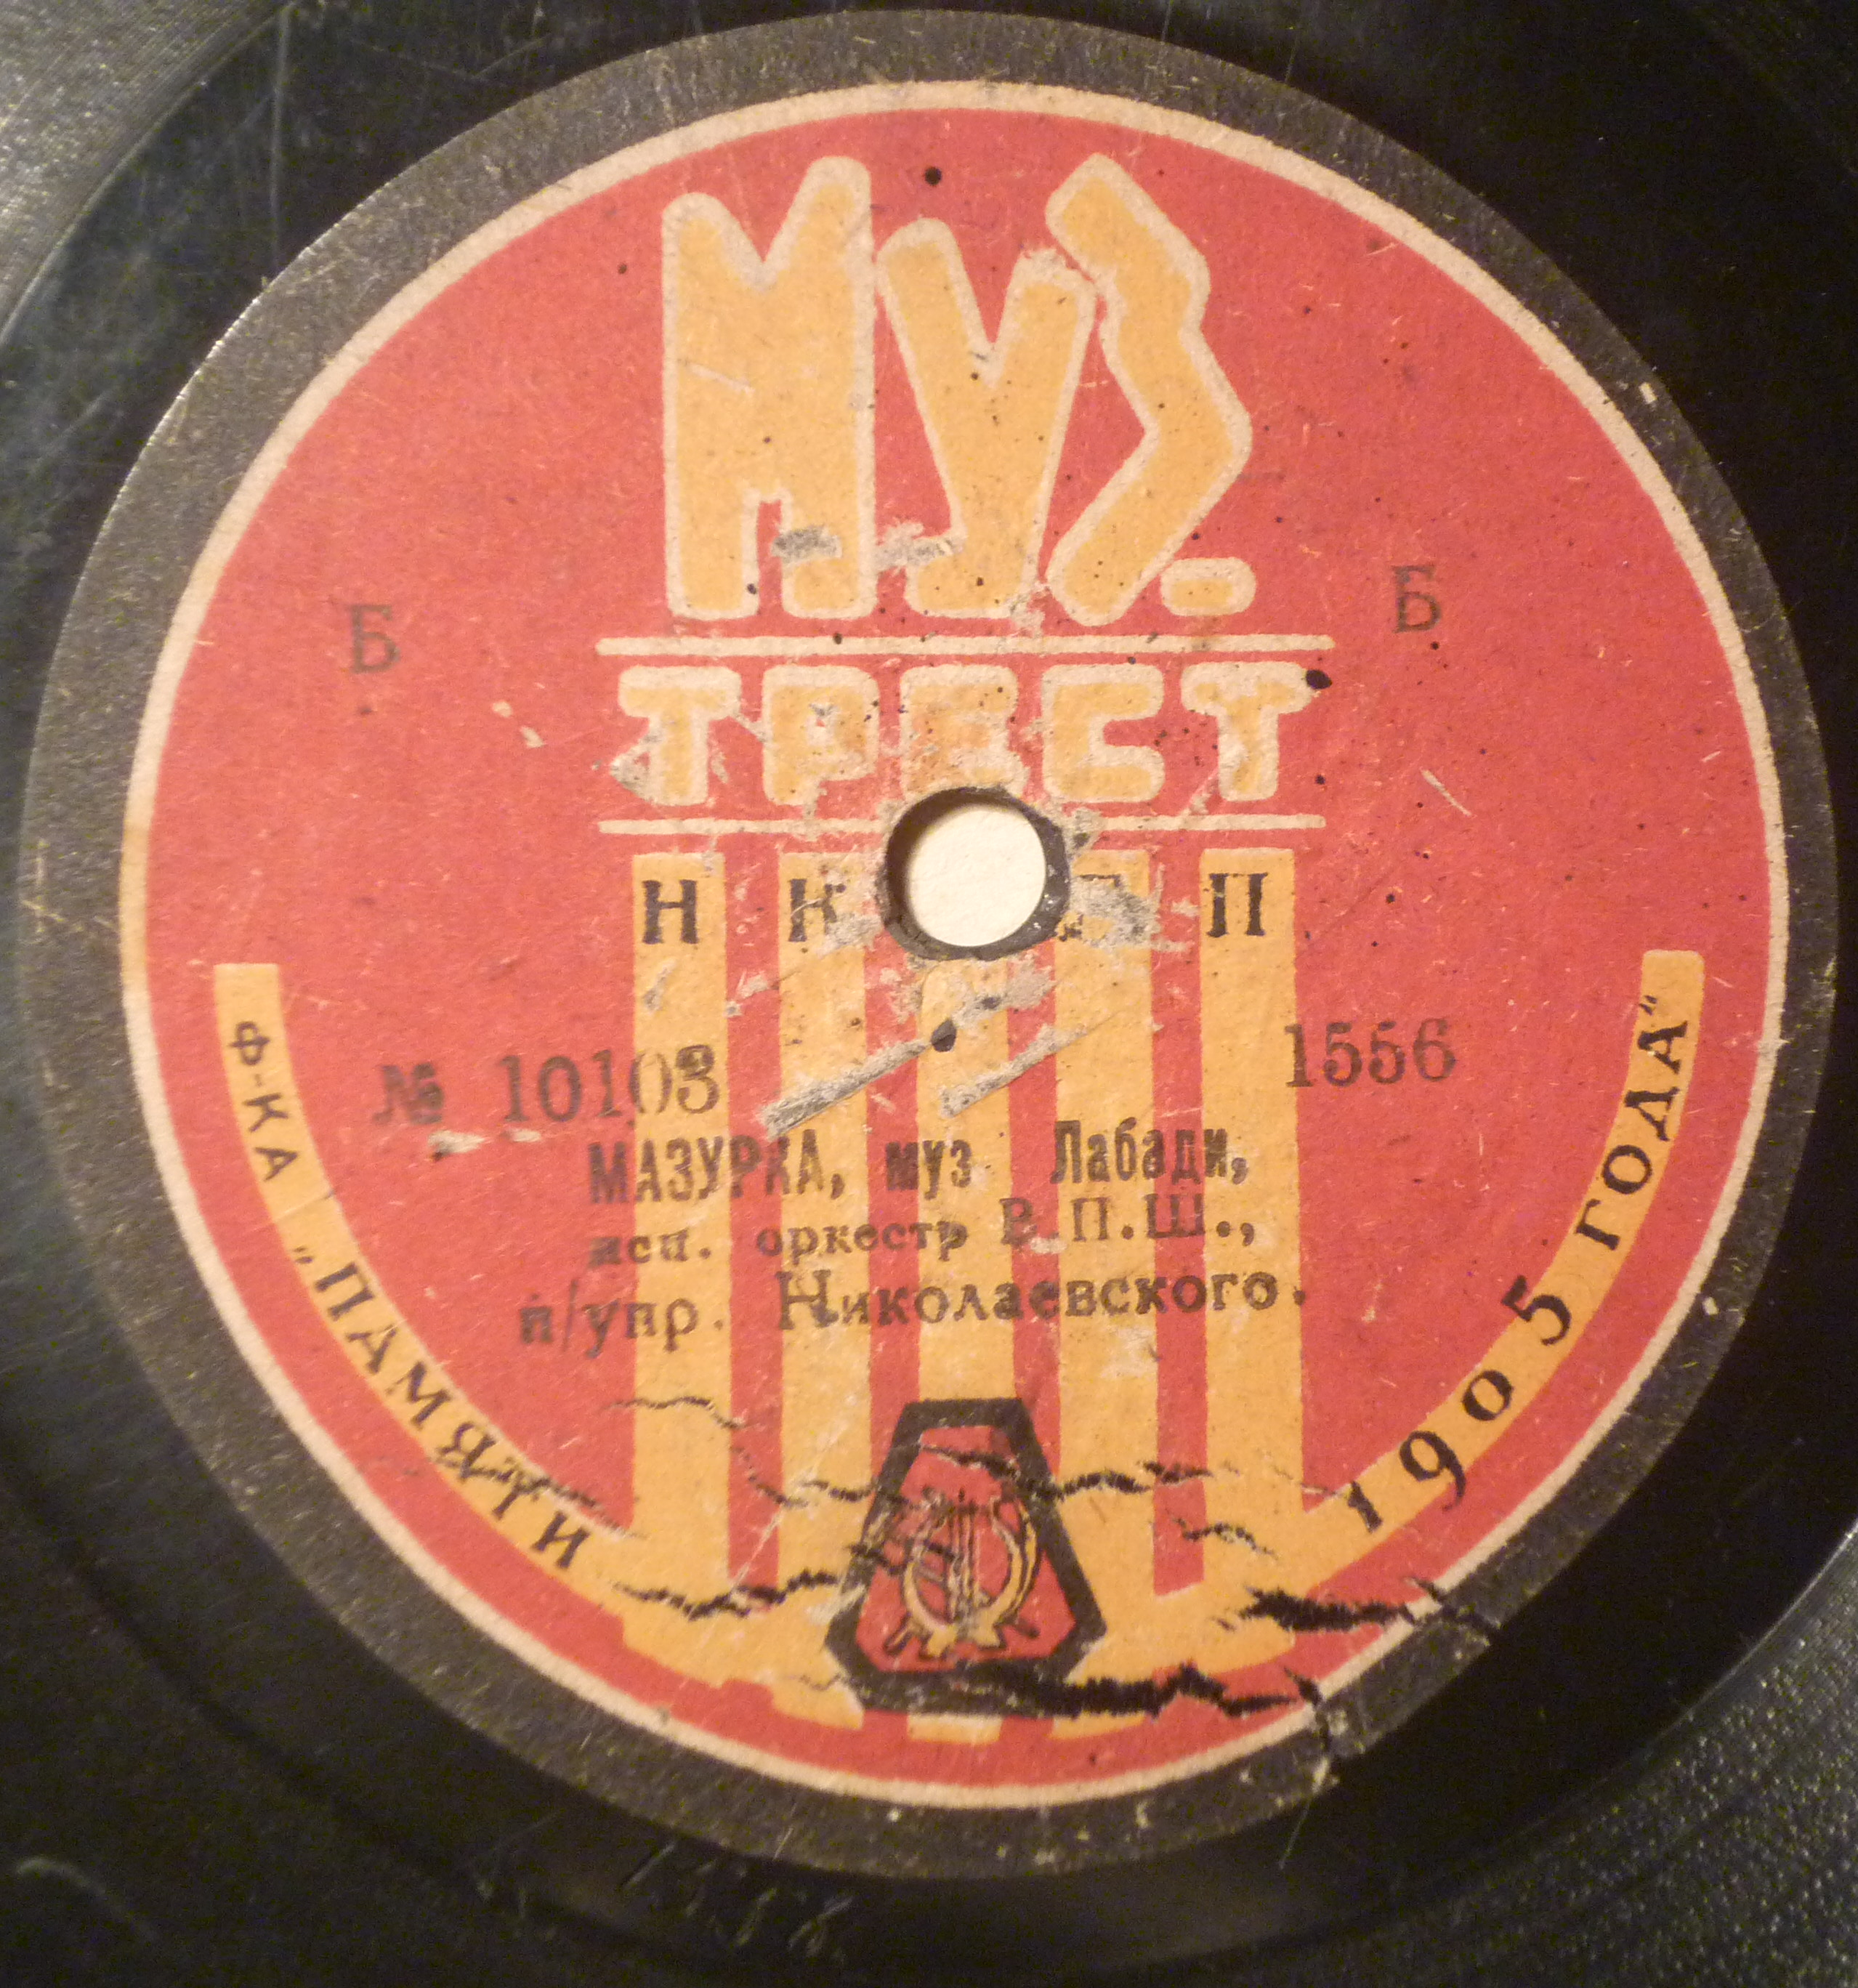 МУЗ.
Б Б
ТРЕСТ
Н К П П
№ 10103 1556
МАЗУРКА, муз Лабади,
исп. оркестр В.П.Ш.,
п/упр. Николаевского.
Ф-КА „ПАМЯТИ 1905 ГОДА"